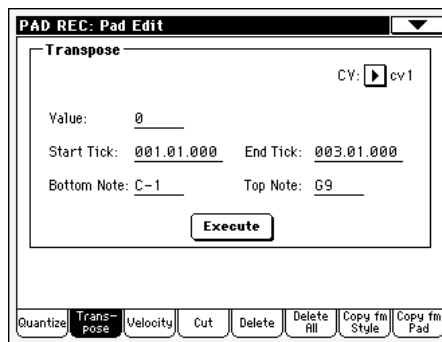 PAD REC: Pad Edit
Transpose
CV: cv1
Value: 0
Start Tick: 001.01.000 End Tick: 003.01.000
Bottom Note: C-1 Top Note: G9
Execute
Quantize
Trans-
pose
Velocity
Cut
Delete
Delete
All
Copy fm
Style
Copy fm
Pad